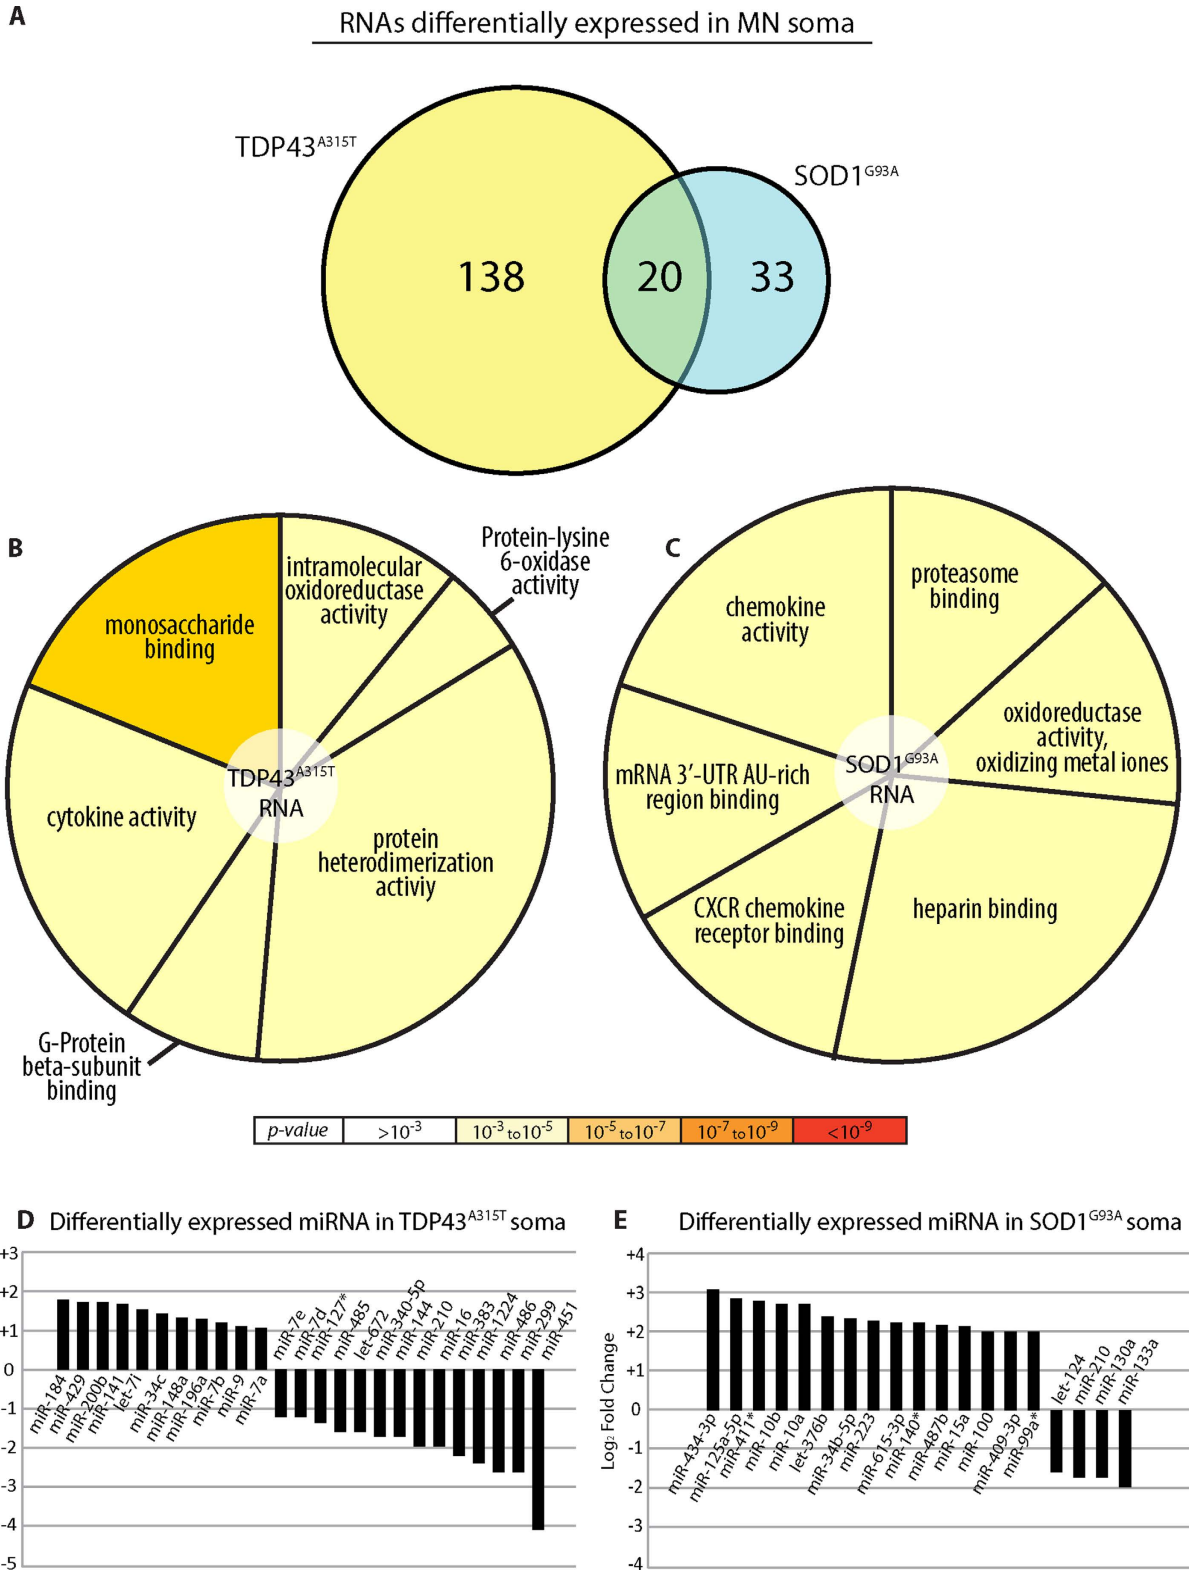 A
RNAs differentially expressed in MN soma
TDP43A315T
SOD1G93A
138
20
33
B
intramolecular
oxidoreductase
activity
Protein-lysine
6-oxidase
activity
monosaccharide
binding
TDP43A315T
RNA
cytokine activity
protein
heterodimerization
activiy
G-Protein
beta-subunit
binding
C
proteasome
binding
chemokine
activity
oxidoreductase
activity,
oxidizing metal iones
SOD1G93A
RNA
mRNA 3′-UTR AU-rich
region binding
CXCR chemokine
receptor binding
heparin binding
p-value
>10-3
10-3 to10-5
10-5 to10-7
10-7 to10-9
<10-9
D
Differentially expressed miRNA in TDP43A315T soma
+3
+2
+1
0
-1
-2
-3
-4
-5
miR-184
miR-429
miR-200b
miR-141
let-7i
miR-34c
miR-148a
miR-196a
miR-7b
miR-9
miR-7a
miR-7e
miR-7d
miR-127*
miR-485
let-672
miR-340-5p
miR-144
miR-210
miR-16
miR-383
miR-1224
miR-486
miR-299
miR-451
E
Differentially expressed miRNA in SOD1G93A soma
Log2 Fold Change
+4
+3
+2
+1
0
-1
-2
-3
-4
miR-434-3p
miR-125a-5p
miR-411*
miR-10b
miR-10a
let-376b
miR-34b-5p
miR-223
miR-615-3p
miR-140*
miR-487b
miR-15a
miR-100
miR-409-3p
miR-99a*
let-124
miR-210
miR-130a
miR-133a